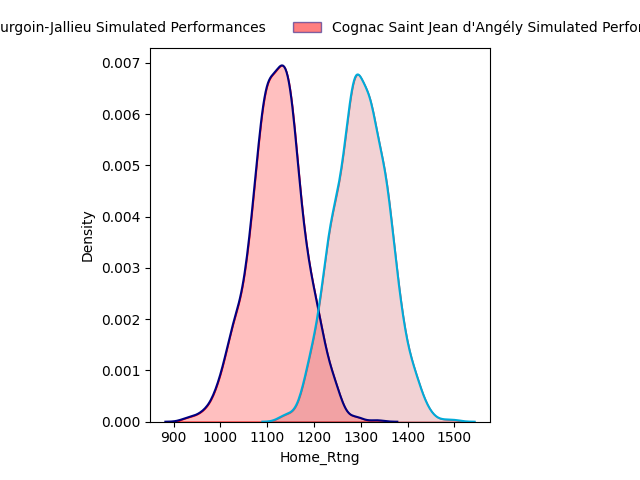 urgoin-Jallieu Simulated Performances
Cognac Saint Jean d'Angély Simulated Perfor
0.007
0.006
0.005
0.004
0.003
0.002
0.001
0.000
Density
900 1000 1100 1200 1300 1400 1500
Home_Rtng